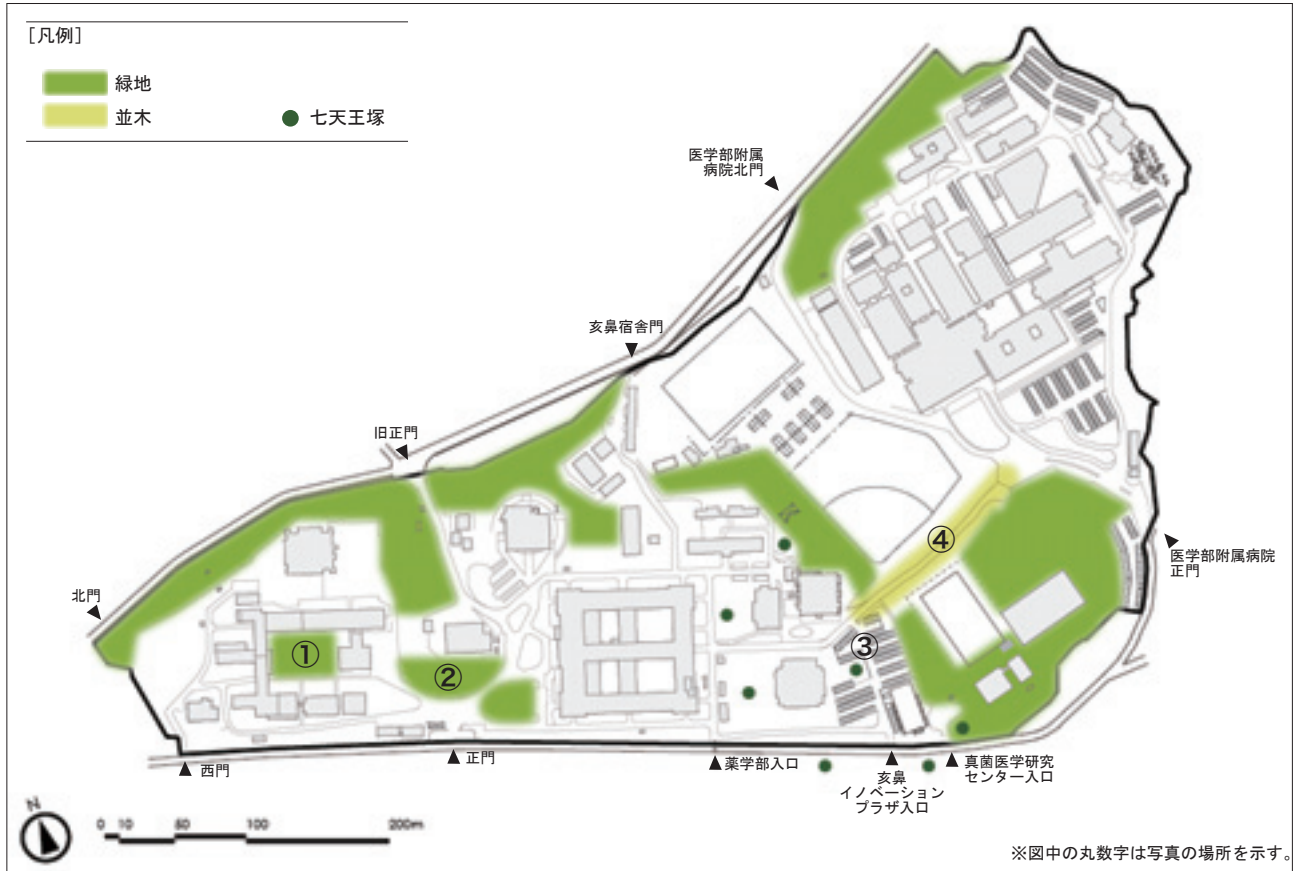 [凡例]
緑地
並木
七天王塚
医学部附属
病院北門
亥鼻宿舎門
旧正門
北門
医学部附属病院
正門
①
②
③
④
西門
正門
薬学部入口
亥鼻
イノベーション
プラザ入口
真菌医学研究
センター入口
N
0 10 50 100 200m
※図中の丸数字は写真の場所を示す。